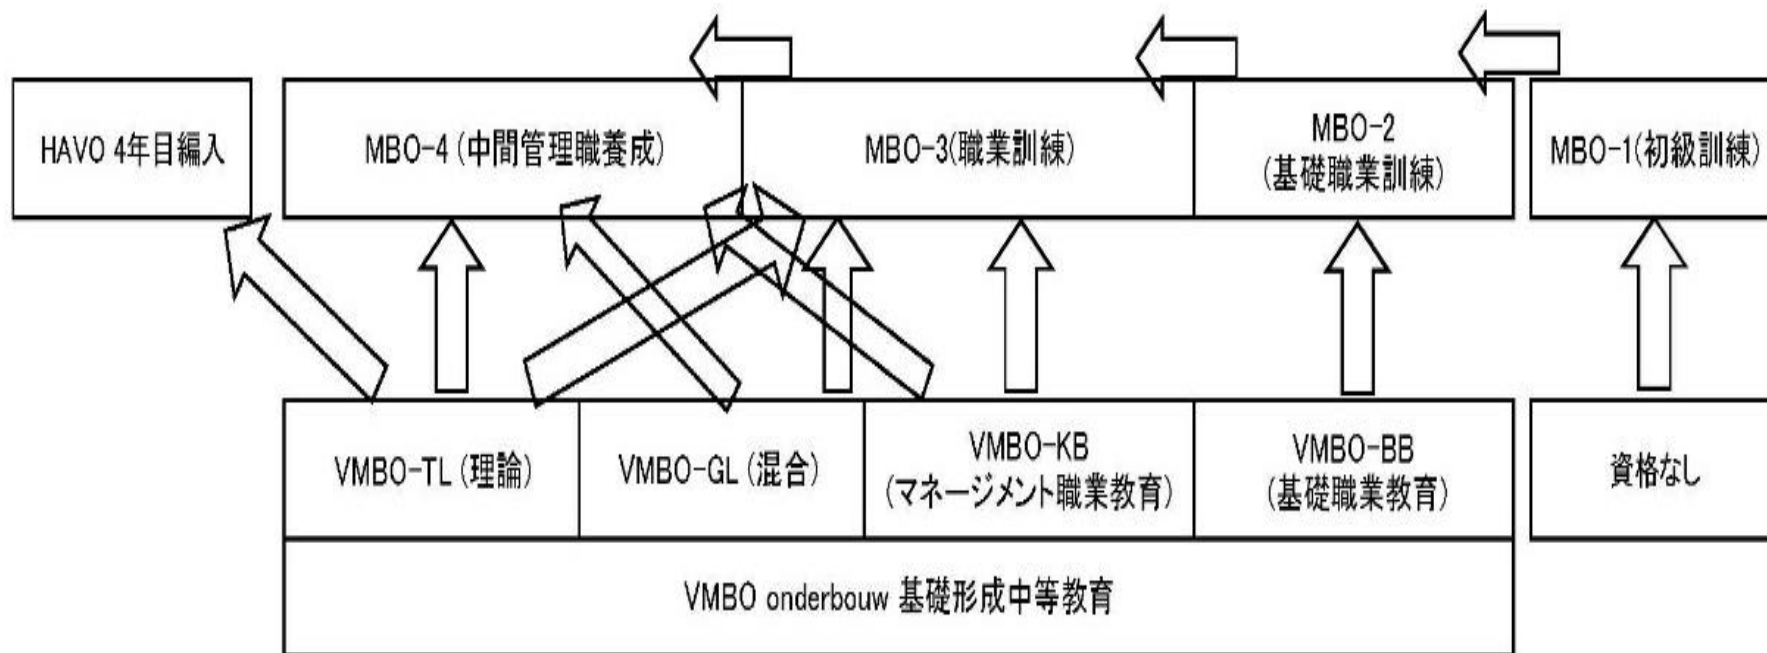 HAVO 4年目編入
MBO-4 (中間管理職養成)
MBO-3(職業訓練)
MBO-2
(基礎職業訓練)
MBO-1(初級訓練)
VMBO-TL (理論)
VMBO-GL (混合)
VMBO-KB
(マネージメント職業教育)
VMBO-BB
(基礎職業教育)
資格なし
VMBO onderbouw 基礎形成中等教育